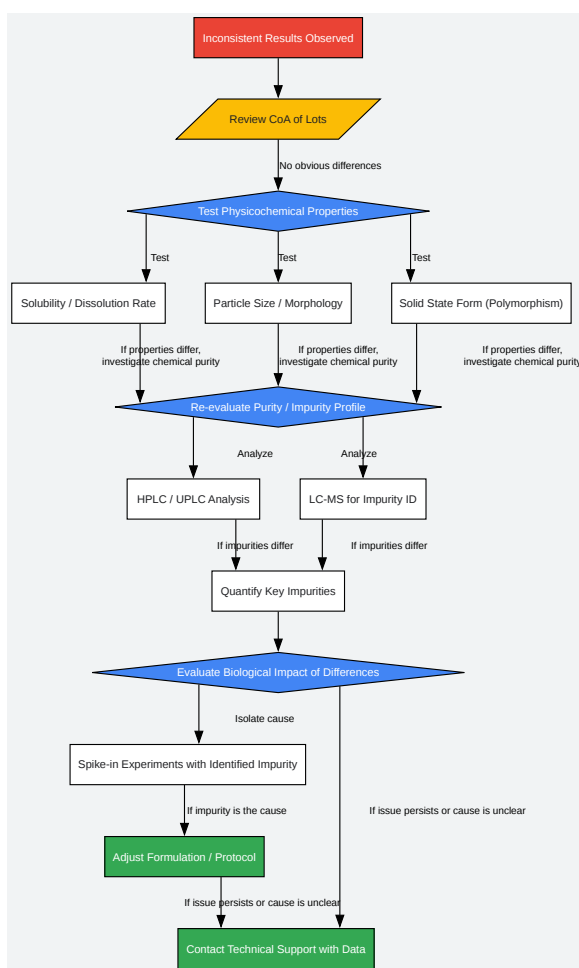 Inconsistent Results Observed
Review CoA of Lots
No obvious differences
Test Physicochemical Properties
Test
Test
Test
Solubility / Dissolution Rate
Particle Size / Morphology
Solid State Form (Polymorphism)
If properties differ,
investigate chemical purity
If properties differ,
investigate chemical purity
If properties differ,
investigate chemical purity
Re-evaluate Purity / Impurity Profile
Analyze
Analyze
HPLC / UPLC Analysis
LC-MS for Impurity ID
If impurities differ
If impurities differ
Quantify Key Impurities
Evaluate Biological Impact of Differences
Isolate cause
Spike-in Experiments with Identified Impurity
If impurity is the cause
If issue persists or cause is unclear
Adjust Formulation / Protocol
If issue persists or cause is unclear
Contact Technical Support with Data